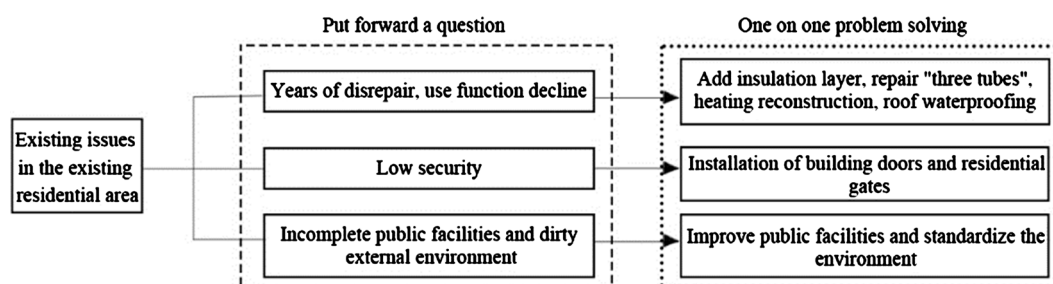 Put forward a question
One on one problem solving
Existing issues
in the existing
residential area
Years of disrepair, use function decline
Add insulation layer, repair "three tubes",
heating reconstruction, roof waterproofing
Low security
Installation of building doors and residential
gates
Incomplete public facilities and dirty
external environment
Improve public facilities and standardize the
environment